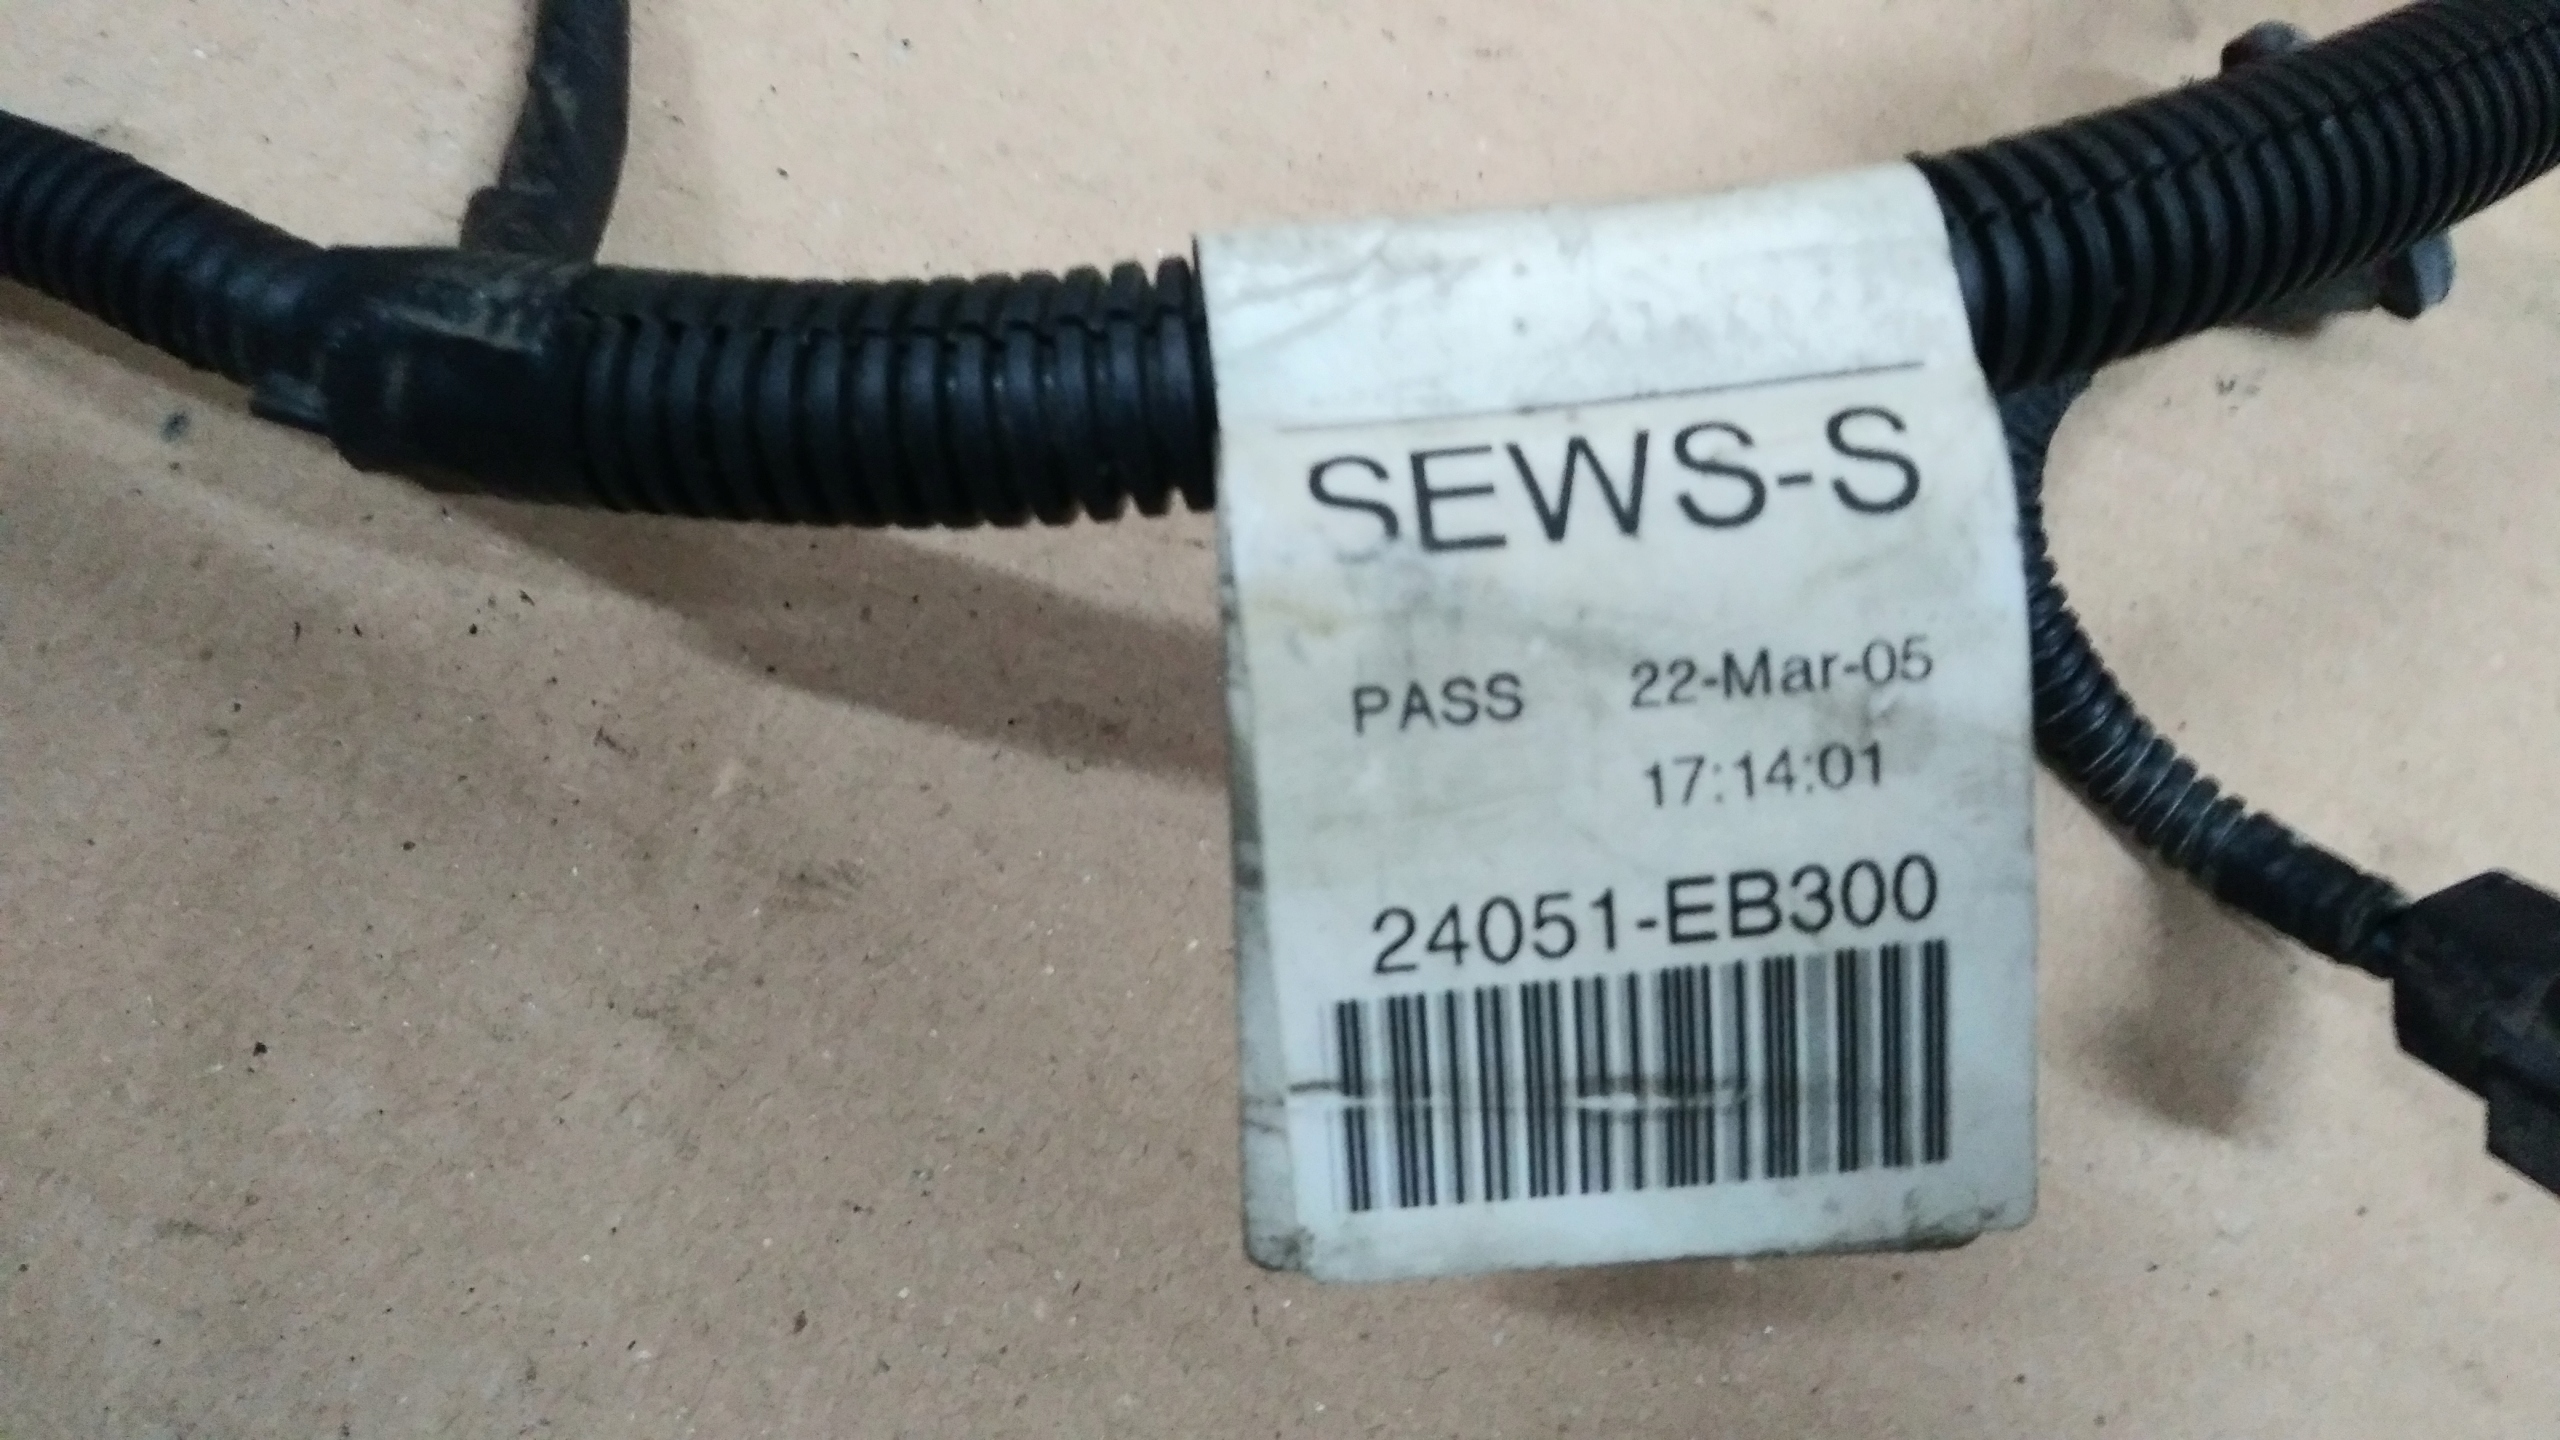 SEWS-S
PASS 22-Mar-05
17:14:01
24051-EB300